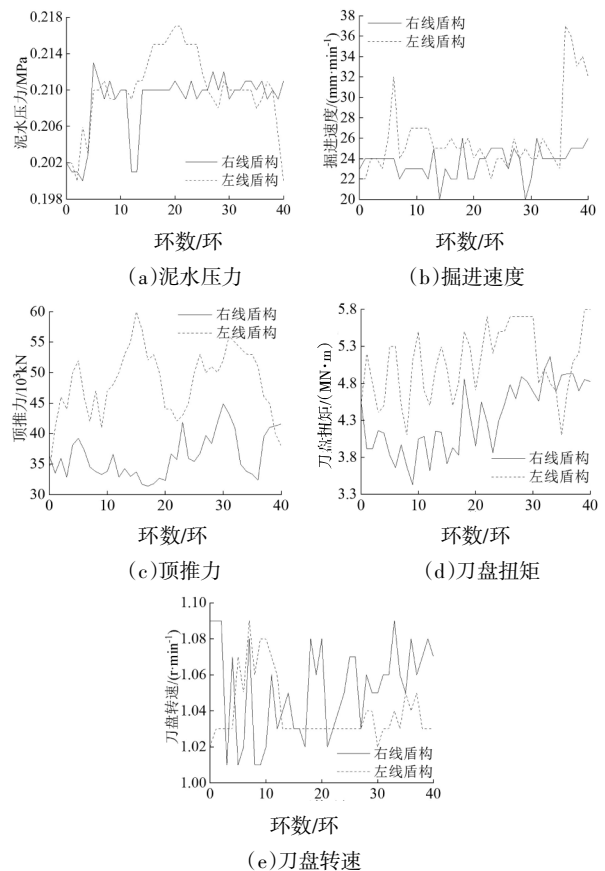 0.218
0.214
0.210
0.206
0.202
0.198
泥水压力/MPa
右线盾构
左线盾构
0 10 20 30 40
环数/环
(a)泥水压力
38
36
34
32
30
28
26
24
22
20
掘进速度/(mm·min-1)
右线盾构
左线盾构
0 10 20 30 40
环数/环
(b)掘进速度
60
55
50
45
40
35
30
顶推力/10³kN
右线盾构
左线盾构
0 10 20 30 40
环数/环
(c)顶推力
5.8
5.3
4.8
4.3
3.8
3.3
刀盘扭矩/(MN·m)
右线盾构
左线盾构
0 10 20 30 40
环数/环
(d)刀盘扭矩
1.10
1.08
1.06
1.04
1.02
1.00
刀盘转速/(r·min-1)
右线盾构
左线盾构
0 10 20 30 40
环数/环
(e)刀盘转速